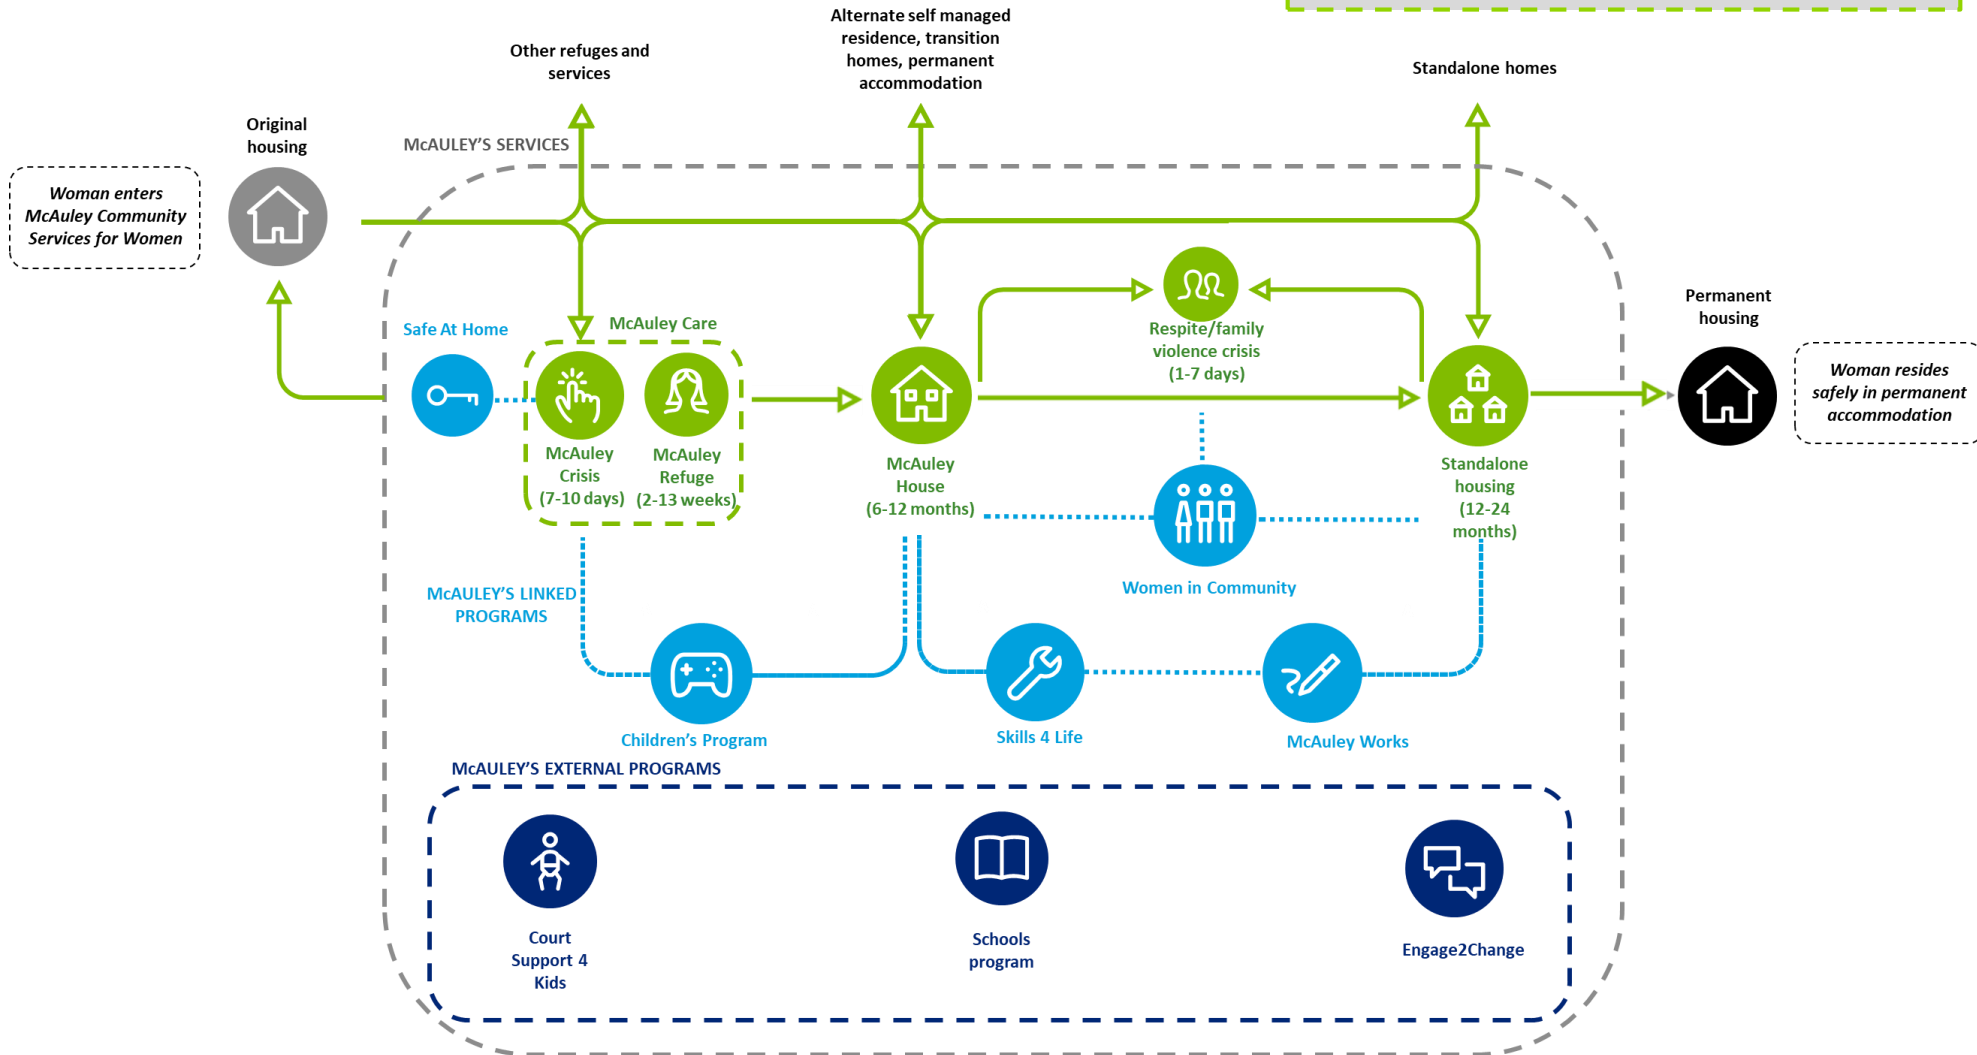 Alternate self managed
residence, transition
homes, permanent
accommodation
Other refuges and
services
Standalone homes
Original
housing
McAULEY'S SERVICES
Woman enters
McAuley Community
Services for Women
Safe At Home
McAuley Care
Respite/family
violence crisis
(1-7 days)
Permanent
housing
Woman resides
safely in permanent
accommodation
McAuley
Crisis
(7-10 days)
McAuley
Refuge
(2-13 weeks)
McAuley
House
(6-12 months)
Standalone
housing
(12-24
months)
McAULEY'S LINKED
PROGRAMS
Women in Community
Children's Program
Skills 4 Life
McAuley Works
McAULEY'S EXTERNAL PROGRAMS
Court
Support 4
Kids
Schools
program
Engage2Change